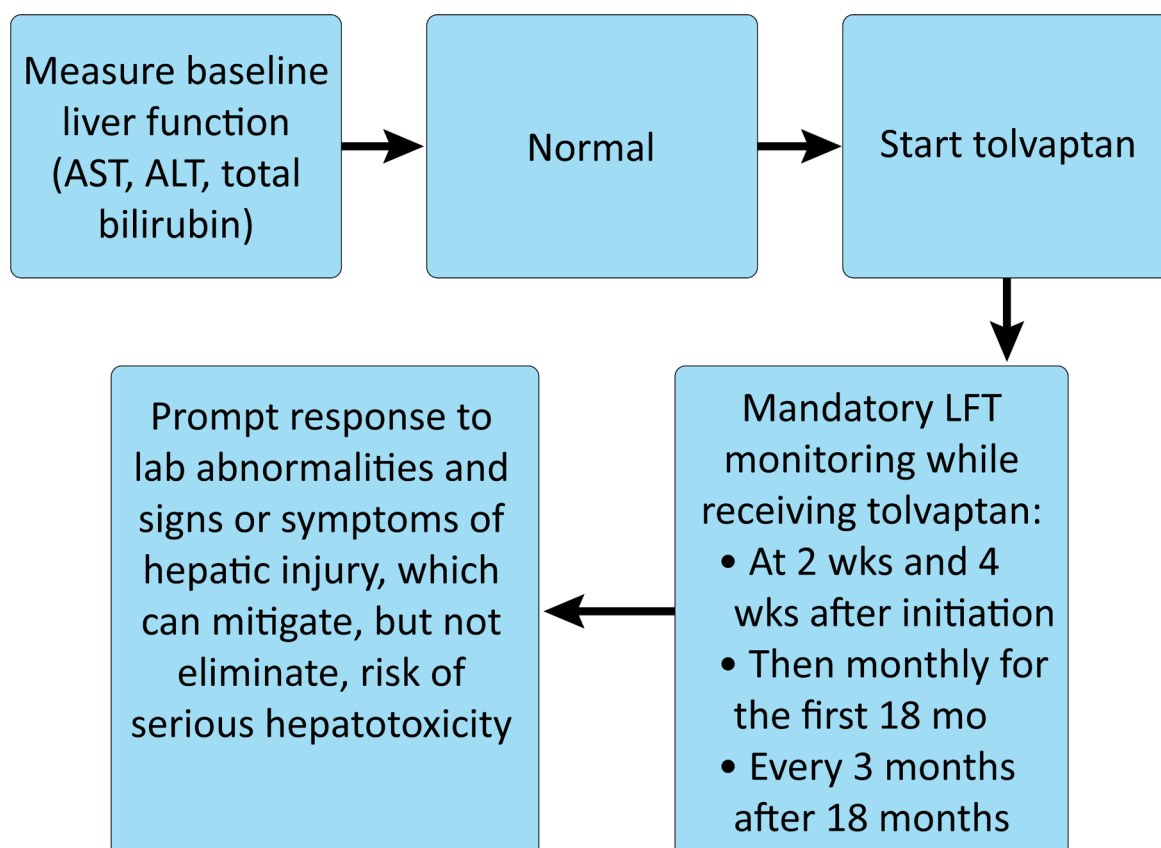 Measure baseline
liver function
(AST, ALT, total
bilirubin)
Normal
Start tolvaptan
Mandatory LFT
monitoring while
receiving tolvaptan:
• At 2 wks and 4
wks after initiation
• Then monthly for
the first 18 mo
• Every 3 months
after 18 months
Prompt response to
lab abnormalities and
signs or symptoms of
hepatic injury, which
can mitigate, but not
eliminate, risk of
serious hepatotoxicity